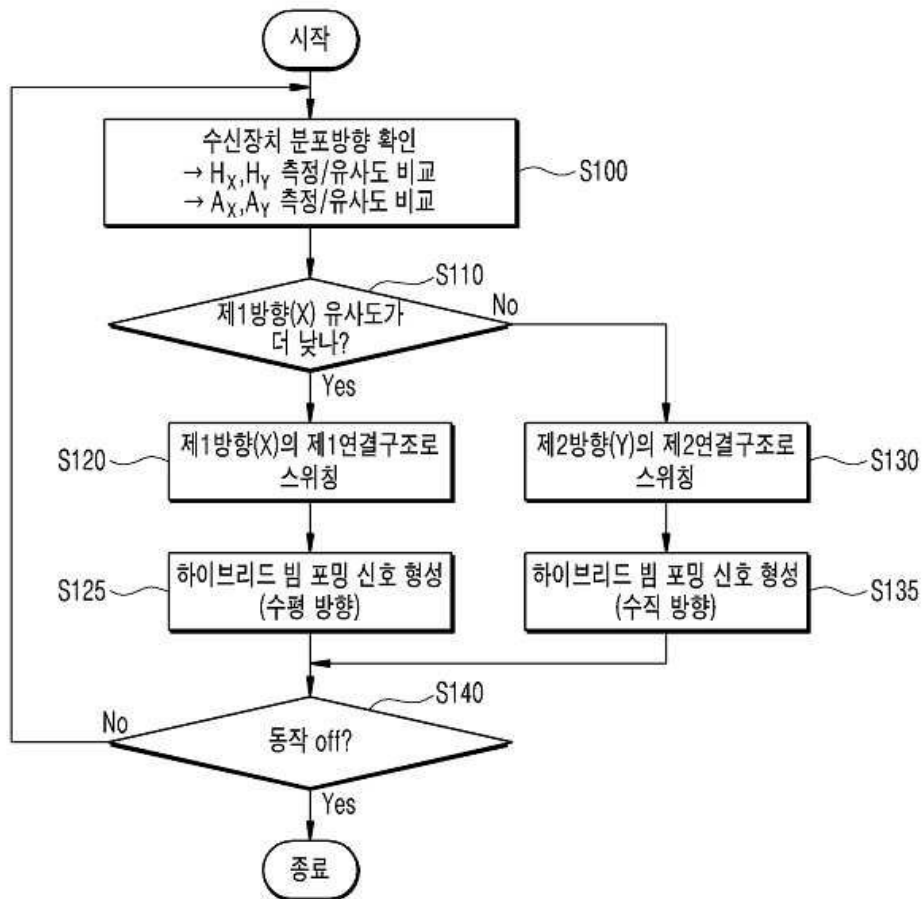 시작
수신장치 분포방향 확인
→ HX,HY 측정/유사도 비교
→ AX,AY 측정/유사도 비교
S100
S110
제1방향(X) 유사도가
더 낮나?
No
Yes
S120
제1방향(X)의 제1연결구조로
스위칭
제2방향(Y)의 제2연결구조로
스위칭
S130
S125
하이브리드 빔 포밍 신호 형성
(수평 방향)
하이브리드 빔 포밍 신호 형성
(수직 방향)
S135
S140
No
동작 off?
Yes
종료